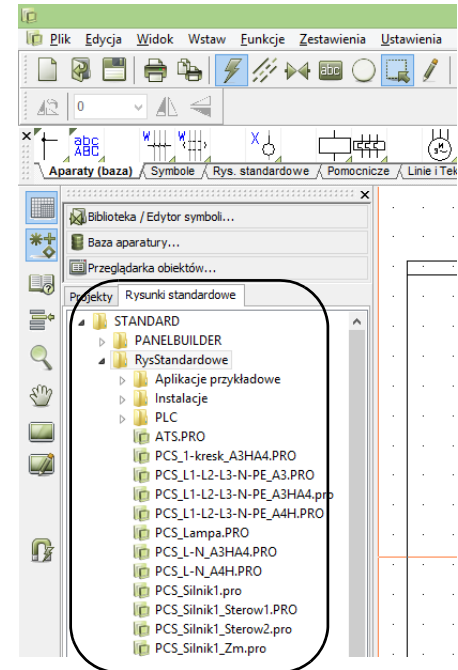 Plik Edycja Widok Wstaw Funkcje Zestawienia Ustawienia
abc
0
abc
ABC
W W X
Aparaty (baza) Symbole Rys. standardowe Pomocnicze Linie i Tek
Biblioteka / Edytor symboli...
Baza aparatury...
Przeglądarka obiektów...
Projekty Rysunki standardowe
STANDARD
PANELBUILDER
RysStandardowe
Aplikacje przykładowe
Instalacje
PLC
ATS.PRO
PCS_1-kresk_A3HA4.PRO
PCS_L1-L2-L3-N-PE_A3.PRO
PCS_L1-L2-L3-N-PE_A3HA4.pro
PCS_L1-L2-L3-N-PE_A4H.PRO
PCS_Lampa.PRO
PCS_L-N_A3HA4.PRO
PCS_L-N_A4H.PRO
PCS_Silnik1.pro
PCS_Silnik1_Sterow1.PRO
PCS_Silnik1_Sterow2.pro
PCS_Silnik1_Zm.pro